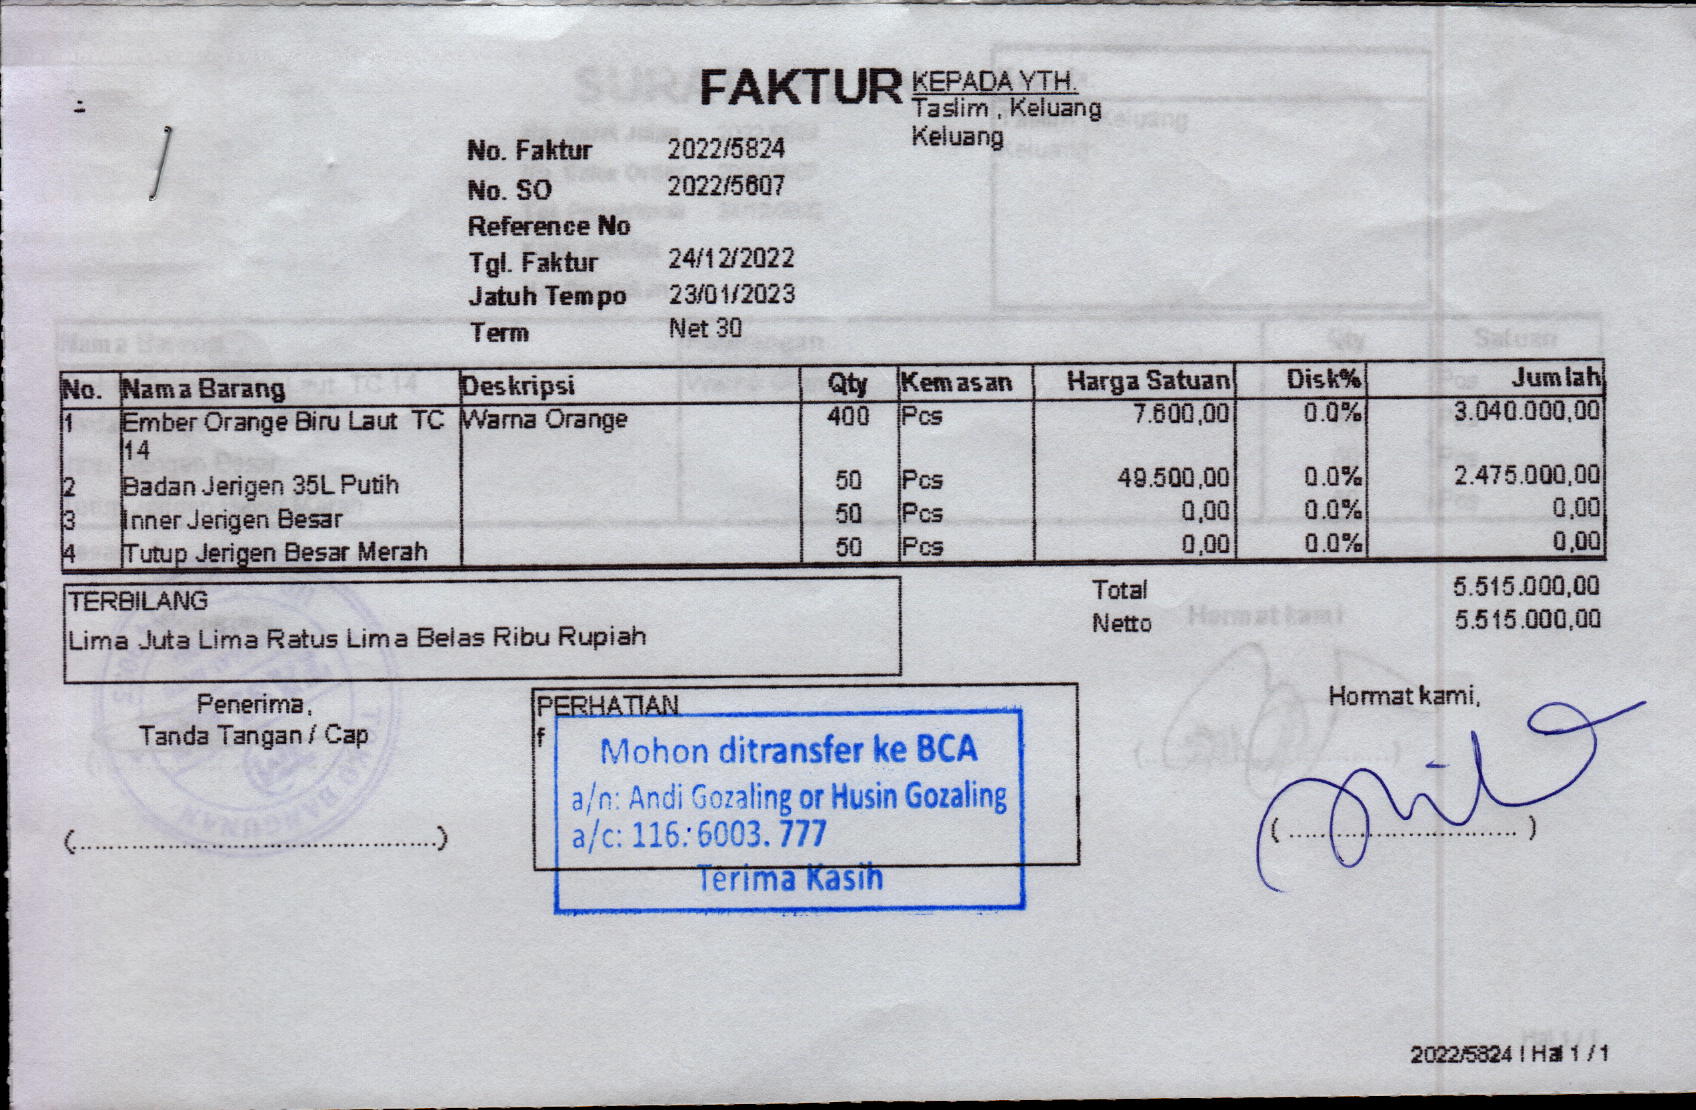 FAKTUR
KEPADA YTH.
Taslim , Keluang
Keluang
No. Faktur 2022/5824
No. SO 2022/5607
Reference No
Tgl. Faktur 24/12/2022
Jatuh Tempo 23/01/2023
Term Net 30
No. Nama Barang Deskripsi Qty Kemasan Harga Satuan Disk% Jumlah
1 Ember Orange Biru Laut TC Warna Orange 400 Pcs 7.600,00 0.0% 3.040.000,00
14
2 Badan Jerigen 35L Putih 50 Pcs 49.500,00 0.0% 2.475.000,00
3 Inner Jerigen Besar 50 Pcs 0,00 0.0% 0,00
4 Tutup Jerigen Besar Merah 50 Pcs 0,00 0.0% 0,00
TERBILANG
Lima Juta Lima Ratus Lima Belas Ribu Rupiah
Total 5.515.000,00
Netto 5.515.000,00
Penerima,
Tanda Tangan / Cap
(................................................)
PERHATIAN
f
Mohon ditransfer ke BCA
a/n: Andi Gozaling or Husin Gozaling
a/c: 116. 6003. 777
Terima Kasih
Hormat kami,
(..............................)
2022/5824 | Hal 1 / 1